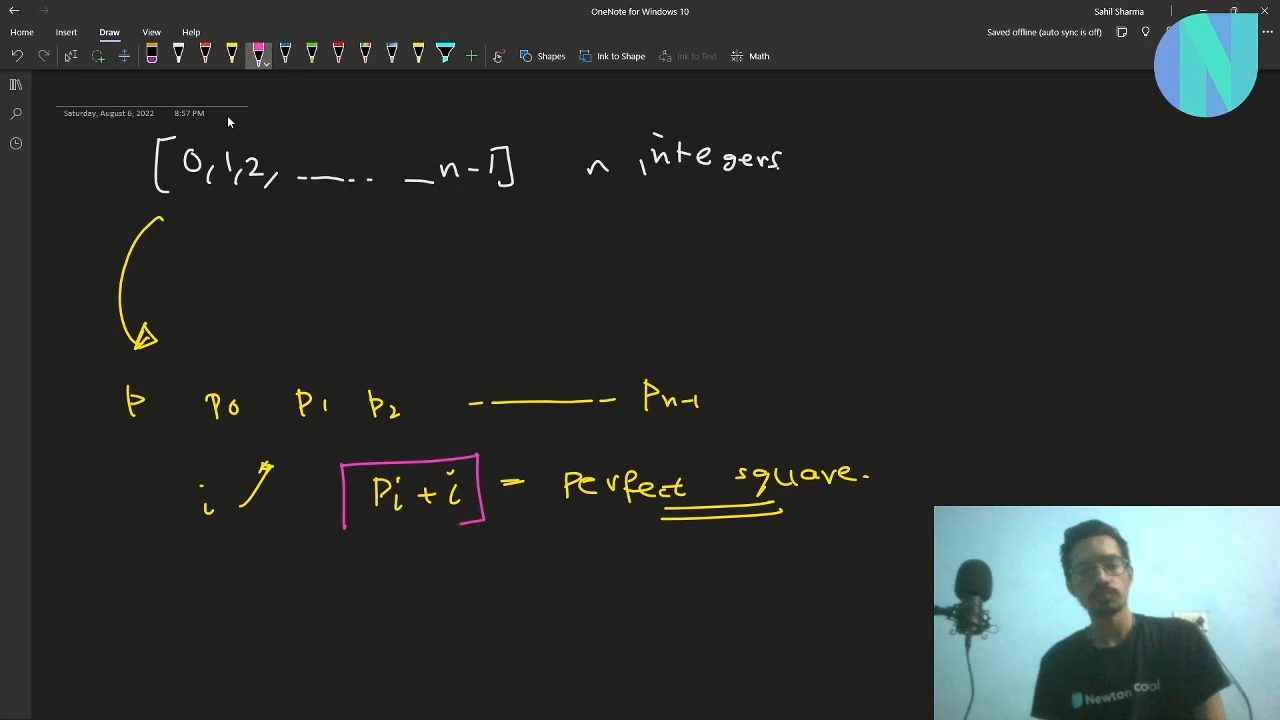 OneNote for Windows 10
Sahil Sharma
Home Insert Draw View Help
Saved offline (auto sync is off)
Shapes Ink to Shape Ink to Text Math
Saturday, August 6, 2022 8:57 PM
[0, 1, 2, ------ - n-1] n integers.
P P0 P1 P2 ------- Pn-1
i Pi + i = Perfect square.
Newton cool